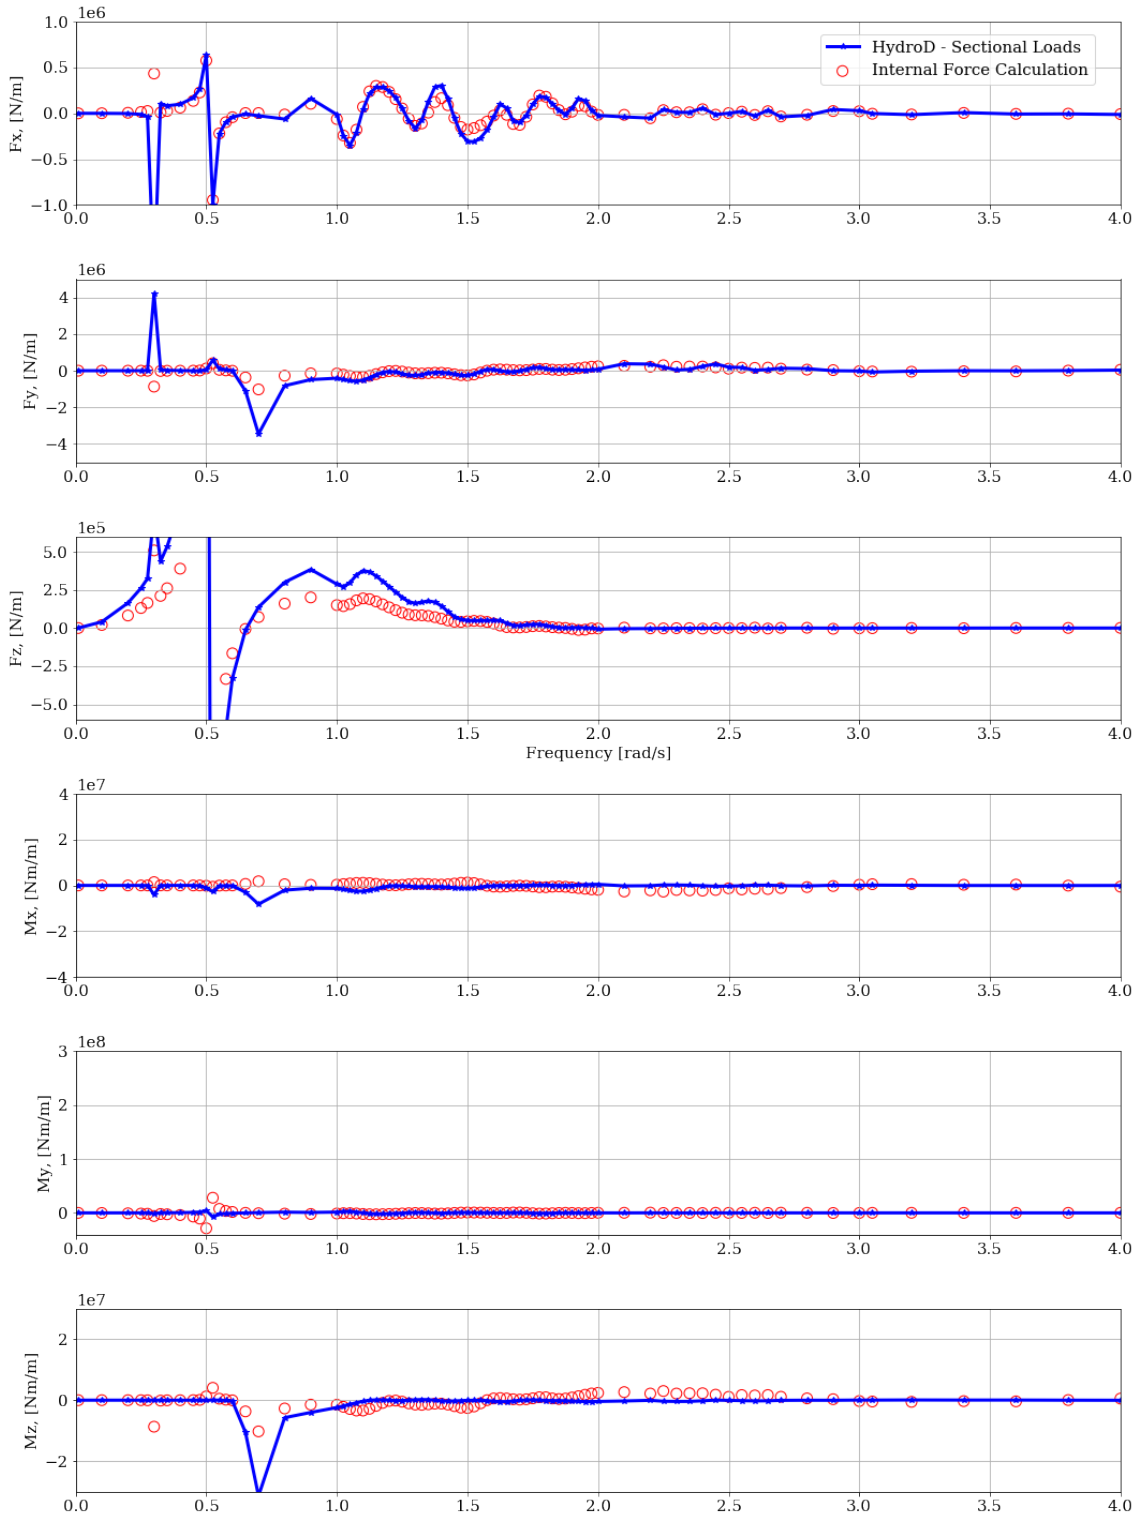 1e6
1.0
0.5
0.0
−0.5
−1.0
Fx, [N/m]
HydroD - Sectional Loads
Internal Force Calculation
0.0 0.5 1.0 1.5 2.0 2.5 3.0 3.5 4.0
1e6
4
2
0
−2
−4
Fy, [N/m]
0.0 0.5 1.0 1.5 2.0 2.5 3.0 3.5 4.0
1e5
5.0
2.5
0.0
−2.5
−5.0
Fz, [N/m]
0.0 0.5 1.0 1.5 2.0 2.5 3.0 3.5 4.0
Frequency [rad/s]
1e7
4
2
0
−2
−4
Mx, [Nm/m]
0.0 0.5 1.0 1.5 2.0 2.5 3.0 3.5 4.0
1e8
3
2
1
0
My, [Nm/m]
0.0 0.5 1.0 1.5 2.0 2.5 3.0 3.5 4.0
1e7
2
0
−2
Mz, [Nm/m]
0.0 0.5 1.0 1.5 2.0 2.5 3.0 3.5 4.0